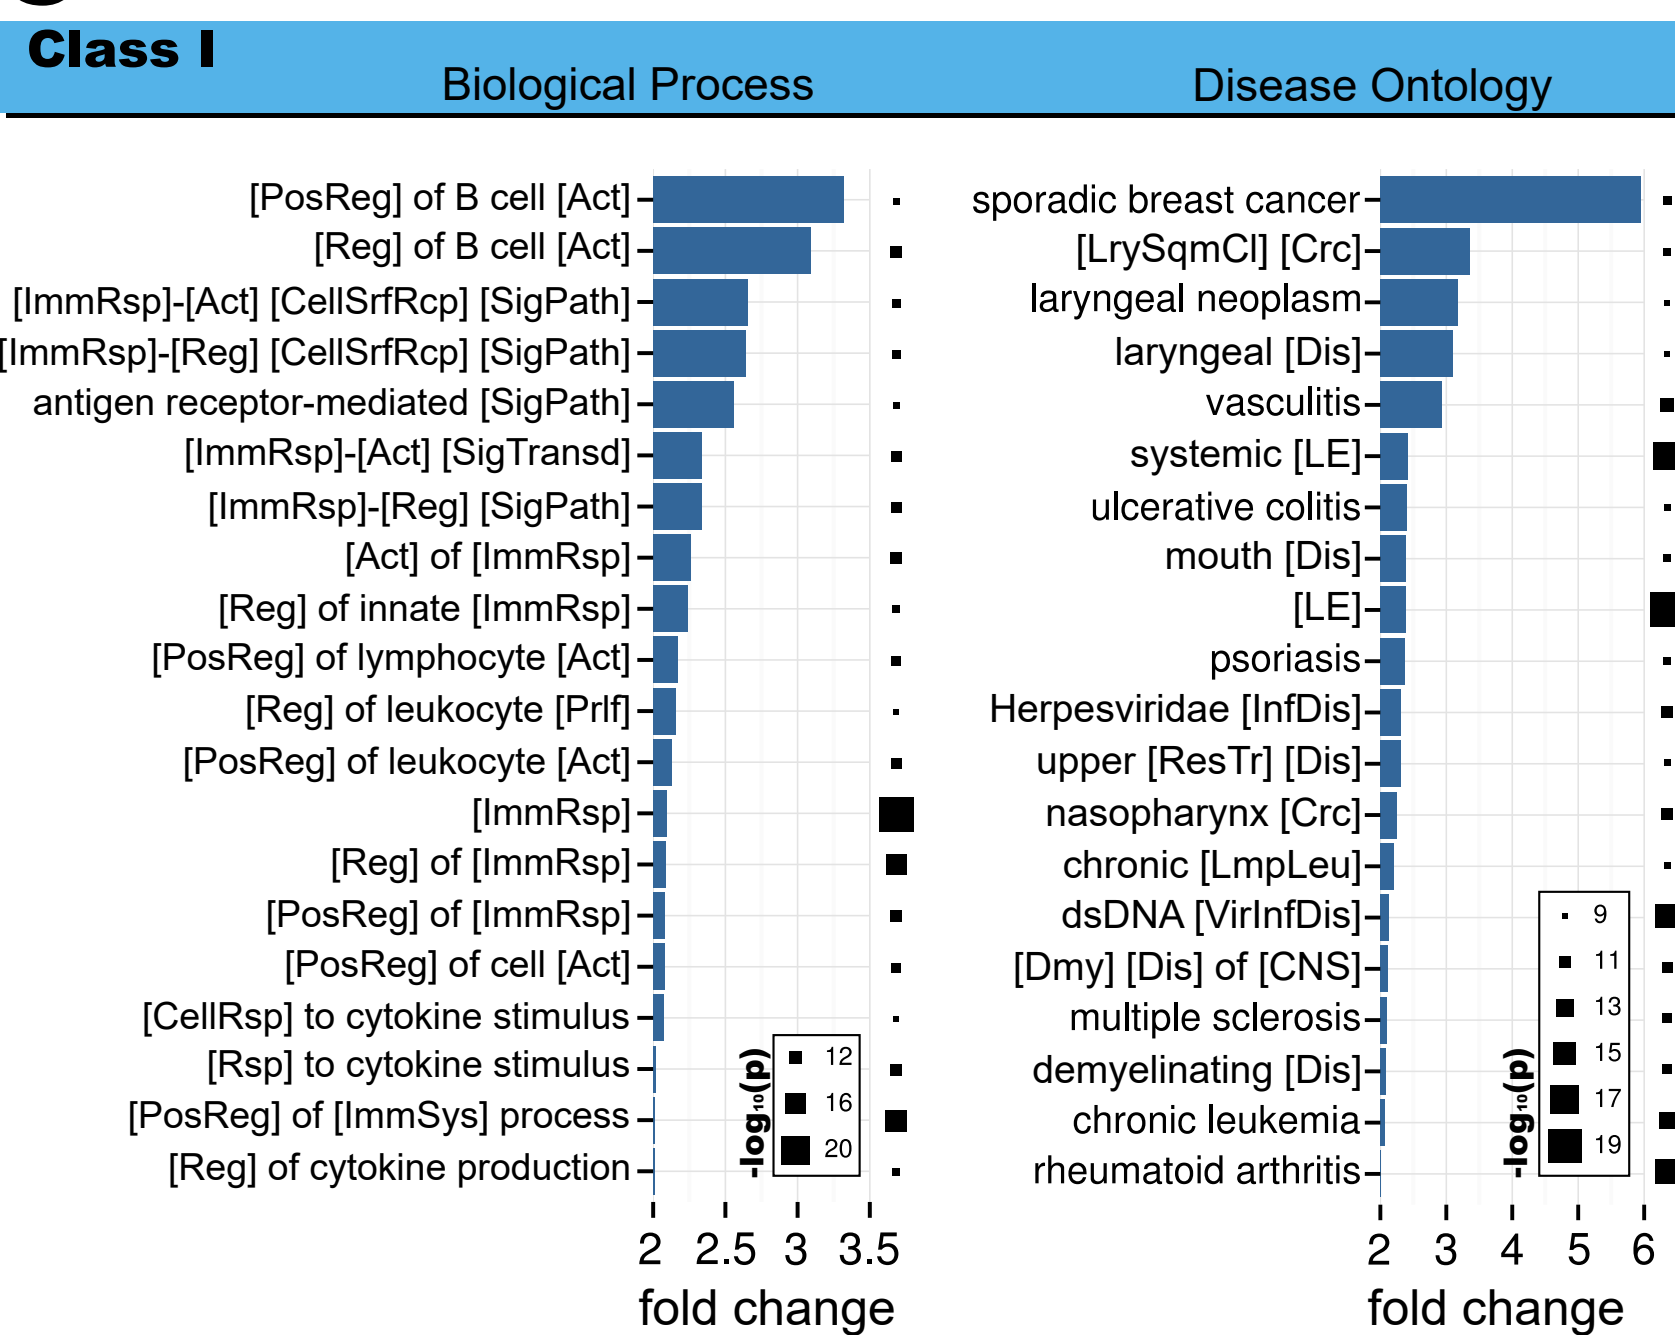 Class I
Biological Process
Disease Ontology
[PosReg] of B cell [Act]
[Reg] of B cell [Act]
[ImmRsp]-[Act] [CellSrfRcp] [SigPath]
[ImmRsp]-[Reg] [CellSrfRcp] [SigPath]
antigen receptor-mediated [SigPath]
[ImmRsp]-[Act] [SigTransd]
[ImmRsp]-[Reg] [SigPath]
[Act] of [ImmRsp]
[Reg] of innate [ImmRsp]
[PosReg] of lymphocyte [Act]
[Reg] of leukocyte [Prlf]
[PosReg] of leukocyte [Act]
[ImmRsp]
[Reg] of [ImmRsp]
[PosReg] of [ImmRsp]
[PosReg] of cell [Act]
[CellRsp] to cytokine stimulus
[Rsp] to cytokine stimulus
[PosReg] of [ImmSys] process
[Reg] of cytokine production
-log10(p)
12
16
20
2 2.5 3 3.5
fold change
sporadic breast cancer
[LrySqmCl] [Crc]
laryngeal neoplasm
laryngeal [Dis]
vasculitis
systemic [LE]
ulcerative colitis
mouth [Dis]
[LE]
psoriasis
Herpesviridae [InfDis]
upper [ResTr] [Dis]
nasopharynx [Crc]
chronic [LmpLeu]
dsDNA [VirInfDis]
[Dmy] [Dis] of [CNS]
multiple sclerosis
demyelinating [Dis]
chronic leukemia
rheumatoid arthritis
-log10(p)
9
11
13
15
17
19
2 3 4 5 6
fold change